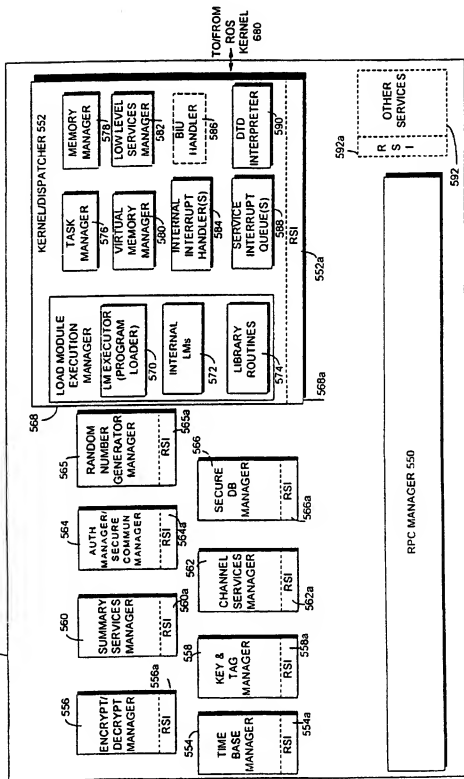 TO/FROM
ROS
KERNEL
680
KERNEL/DISPATCHER 552
568
LOAD MODULE
EXECUTION
MANAGER
LM EXECUTOR
(PROGRAM
LOADER)
570
INTERNAL
LMs
572
LIBRARY
ROUTINES
574
568a
TASK
MANAGER
576
MEMORY
MANAGER
578
VIRTUAL
MEMORY
MANAGER
580
LOW LEVEL
SERVICES
MANAGER
582
INTERNAL
INTERRUPT
HANDLER(S)
584
BIU
HANDLER
586
SERVICE
INTERRUPT
QUEUE(S)
588
DTD
INTERPRETER
590
RSI
552a
556
ENCRYPT/
DECRYPT
MANAGER
RSI
556a
560
SUMMARY
SERVICES
MANAGER
RSI
560a
564
AUTH
MANAGER/
SECURE
COMMUN
MANAGER
RSI
564a
565
RANDOM
NUMBER
GENERATOR
MANAGER
RSI
565a
554
TIME
BASE
MANAGER
RSI
554a
558
KEY &
TAG
MANAGER
RSI
558a
562
CHANNEL
SERVICES
MANAGER
RSI
562a
566
SECURE
DB
MANAGER
RSI
566a
RPC MANAGER 550
592a
RSI
OTHER
SERVICES
592